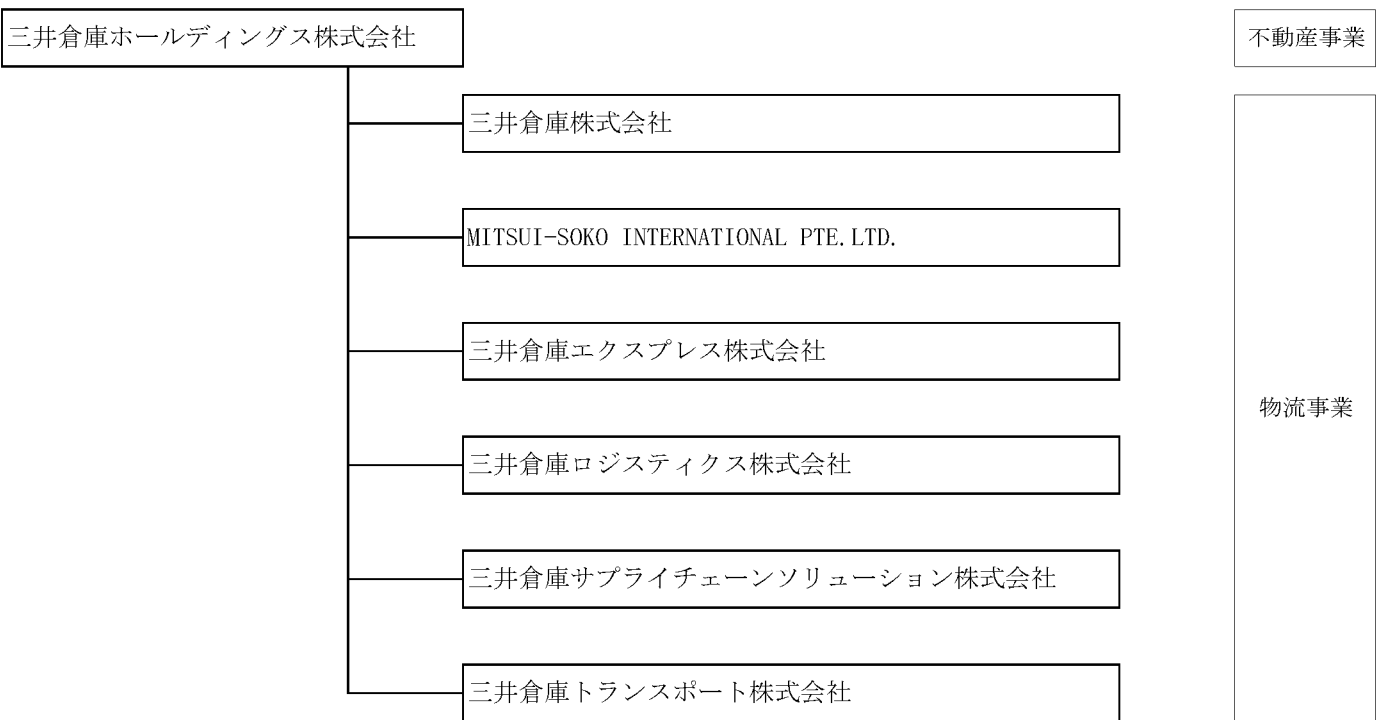 三井倉庫ホールディングス株式会社
不動産事業
三井倉庫株式会社
MITSUI-SOKO INTERNATIONAL PTE.LTD.
三井倉庫エクスプレス株式会社
物流事業
三井倉庫ロジスティクス株式会社
三井倉庫サプライチェーンソリューション株式会社
三井倉庫トランスポート株式会社